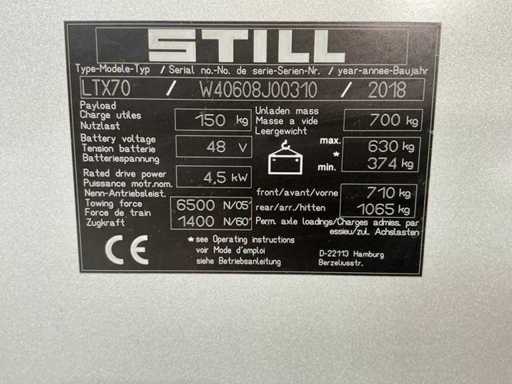 STILL
Type-Modele-Typ / Serial no.-No. de serie-Serien-Nr. / year-annee-Baujahr
LTX70 / W40608J00310 / 2018
Payload
Charge utiles
Nutzlast
150 kg
Unladen mass
Masse a vide
Leergewicht
700 kg
Battery voltage
Tension batterie
Batteriespannung
48 V
max. 630 kg
*
min. 374 kg
Rated drive power
Puissance motr.nom.
Nenn-Antriebsleist.
4,5 kW
front/avant/vorne 710 kg
rear/arr./hitten 1065 kg
Towing force
Force de train
Zugkraft
6500 N/05'
1400 N/60'
Perm. axle loadings/Charges admiss. par
essieu/zul. Achslasten
CE
* see Operating instructions
voir Mode d'emploi
siehe Betriebsanleitung
D-22113 Hamburg
Berzeliusstr.